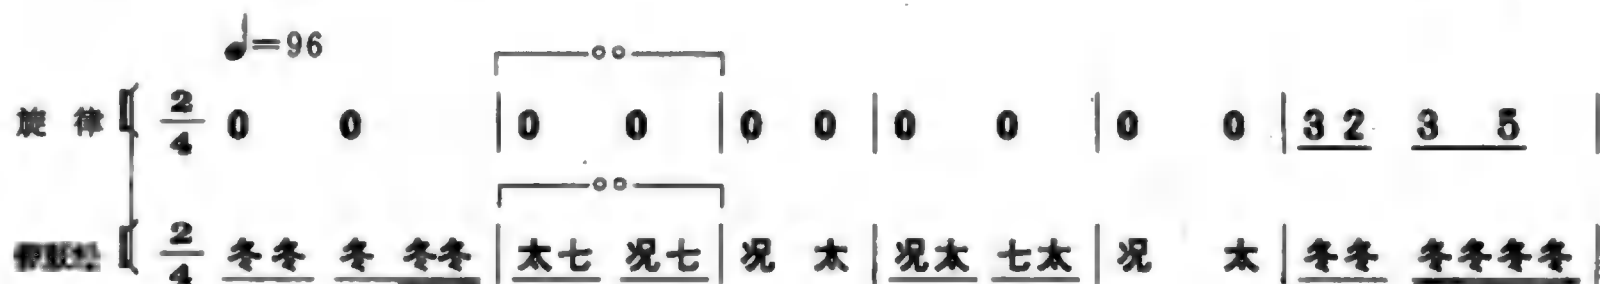 ♩=96
旋律 2/4 0 0 | 0 0 | 0 0 | 0 0 | 0 0 | 3 2 3 5 |
2/4 冬冬 冬 冬冬 | 太七 况七 | 况 太 | 况太 七太 | 况 太 | 冬冬 冬冬冬冬 |